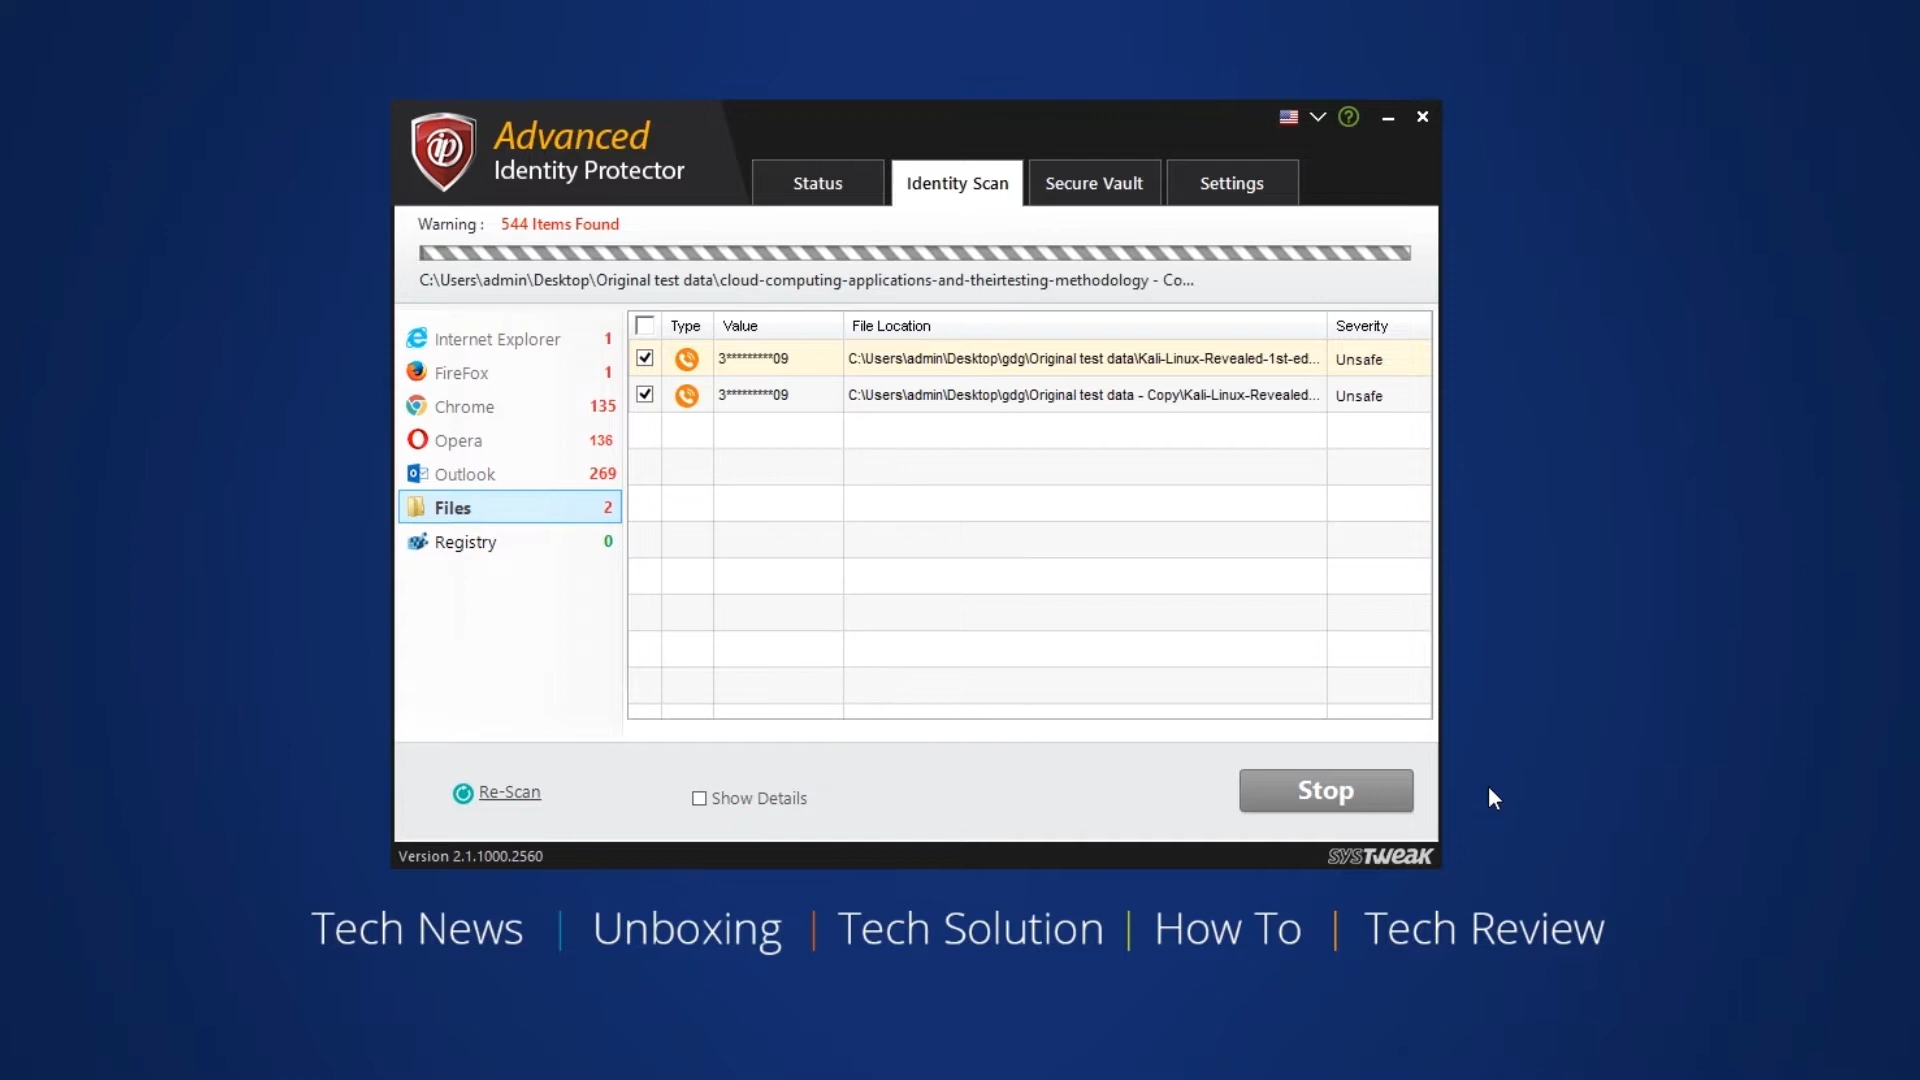 Advanced
Identity Protector
Status
Identity Scan
Secure Vault
Settings
Warning : 544 Items Found
C:\Users\admin\Desktop\Original test data\cloud-computing-applications-and-theirtesting-methodology - Co...
Internet Explorer 1
FireFox 1
Chrome 135
Opera 136
Outlook 269
Files 2
Registry 0
Type Value File Location Severity
3*********09 C:\Users\admin\Desktop\gdg\Original test data\Kali-Linux-Revealed-1st-ed... Unsafe
3*********09 C:\Users\admin\Desktop\gdg\Original test data - Copy\Kali-Linux-Revealed... Unsafe
Re-Scan
Show Details
Stop
Version 2.1.1000.2560
SYSTweak
Tech News | Unboxing | Tech Solution | How To | Tech Review